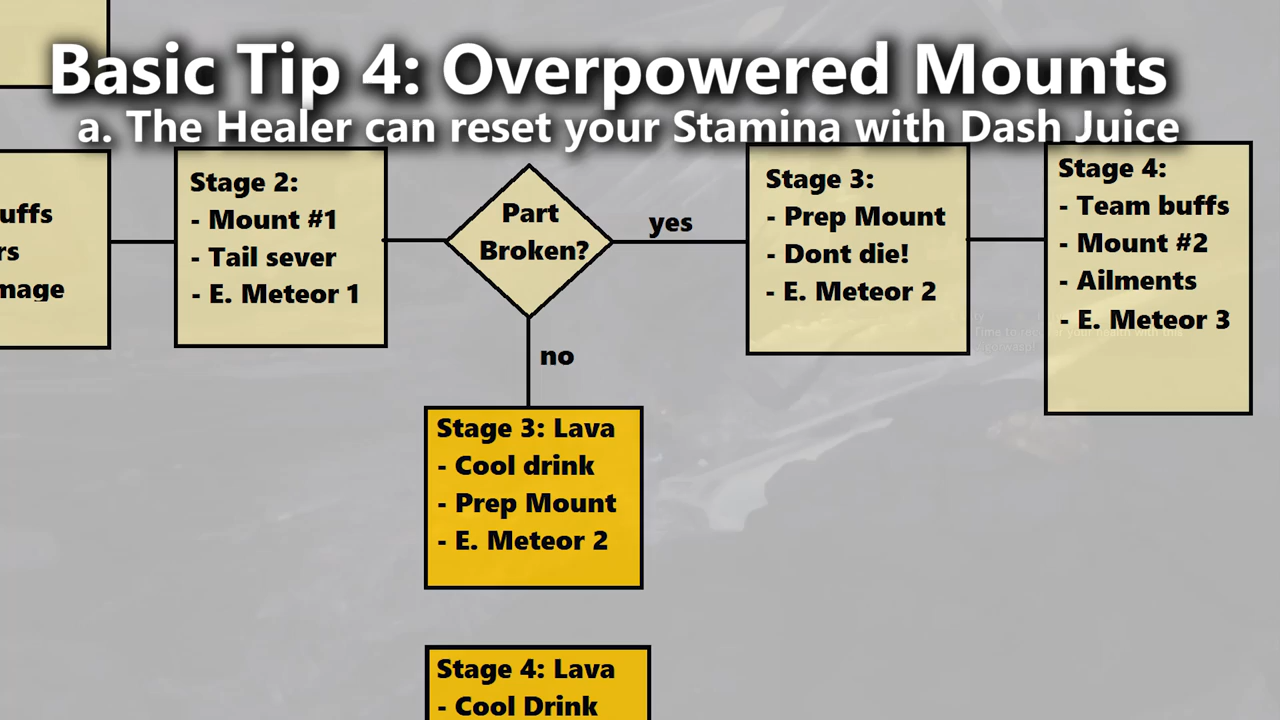 Basic Tip 4: Overpowered Mounts
a. The Healer can reset your Stamina with Dash Juice
uffs
rs
mage
Stage 2:
- Mount #1
- Tail sever
- E. Meteor 1
Part
Broken?
yes
no
Stage 3:
- Prep Mount
- Dont die!
- E. Meteor 2
Stage 4:
- Team buffs
- Mount #2
- Ailments
- E. Meteor 3
Stage 3: Lava
- Cool drink
- Prep Mount
- E. Meteor 2
Stage 4: Lava
- Cool Drink